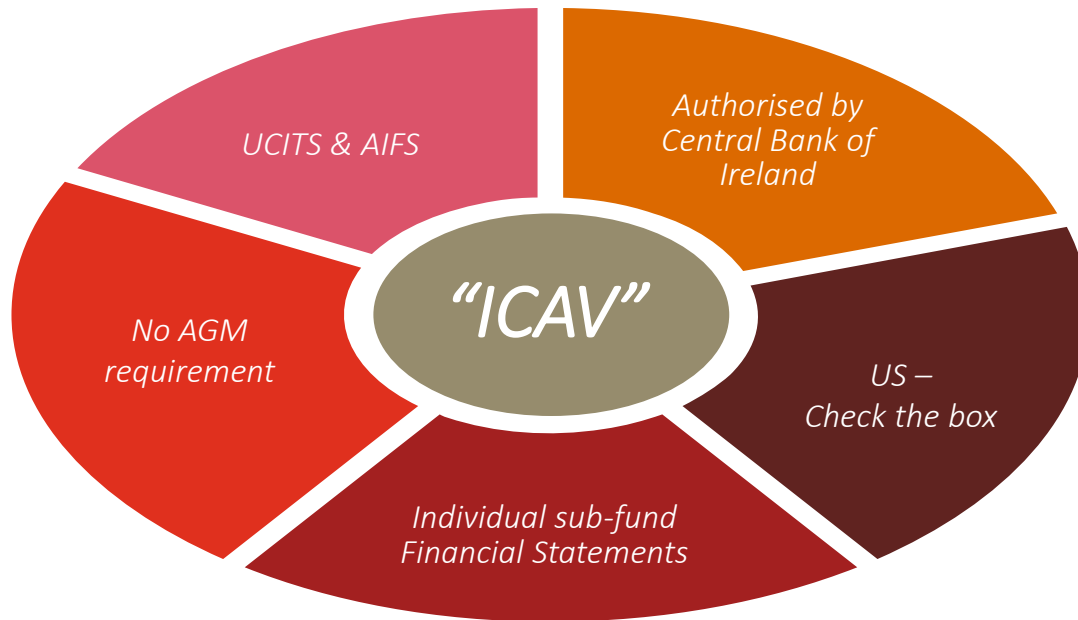 UCITS & AIFS
Authorised by
Central Bank of
Ireland
“ICAV”
No AGM
requirement
US –
Check the box
Individual sub-fund
Financial Statements